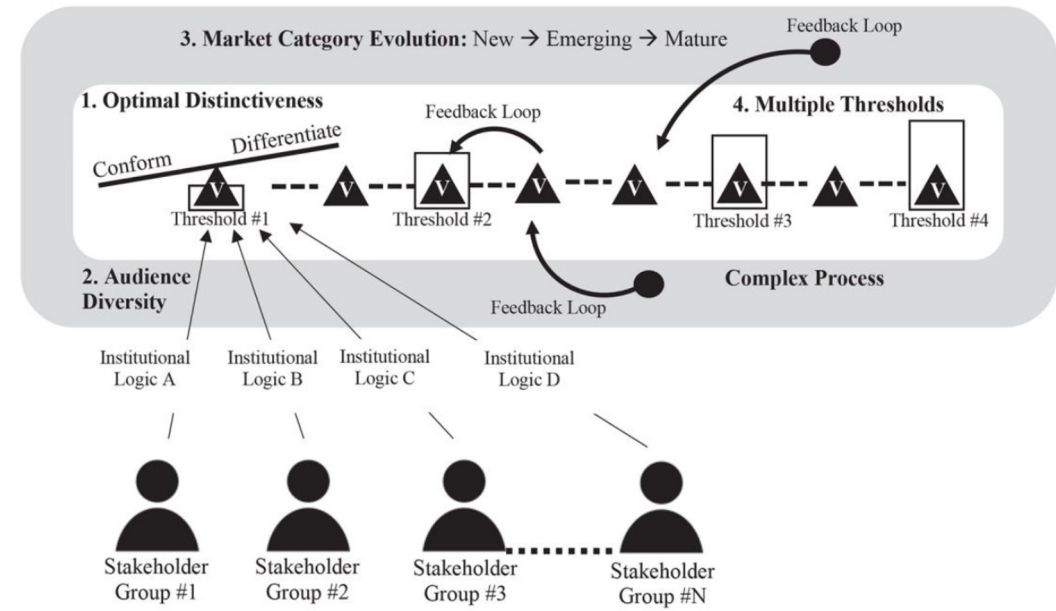 Feedback Loop
3. Market Category Evolution: New → Emerging → Mature
1. Optimal Distinctiveness
4. Multiple Thresholds
Feedback Loop
Conform
Differentiate
V
V
V
V
V
V
V
V
Threshold #1
Threshold #2
Threshold #3
Threshold #4
2. Audience
Diversity
Complex Process
Feedback Loop
Institutional
Logic A
Institutional
Logic B
Institutional
Logic C
Institutional
Logic D
Stakeholder
Group #1
Stakeholder
Group #2
Stakeholder
Group #3
Stakeholder
Group #N